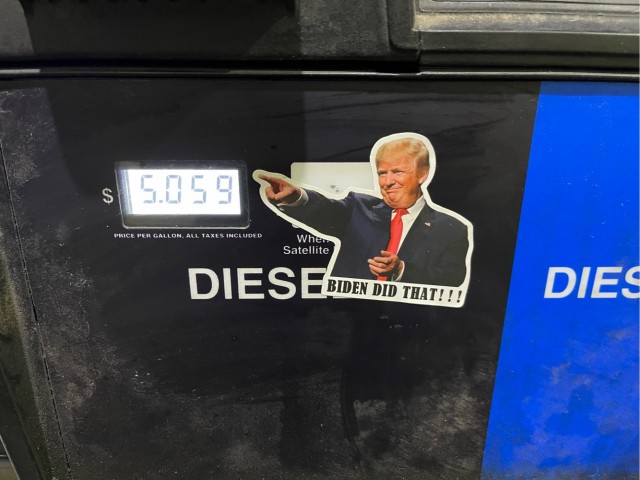 $ 5.059
PRICE PER GALLON, ALL TAXES INCLUDED
When
Satellite
DIESE
BIDEN DID THAT!!!
DIES